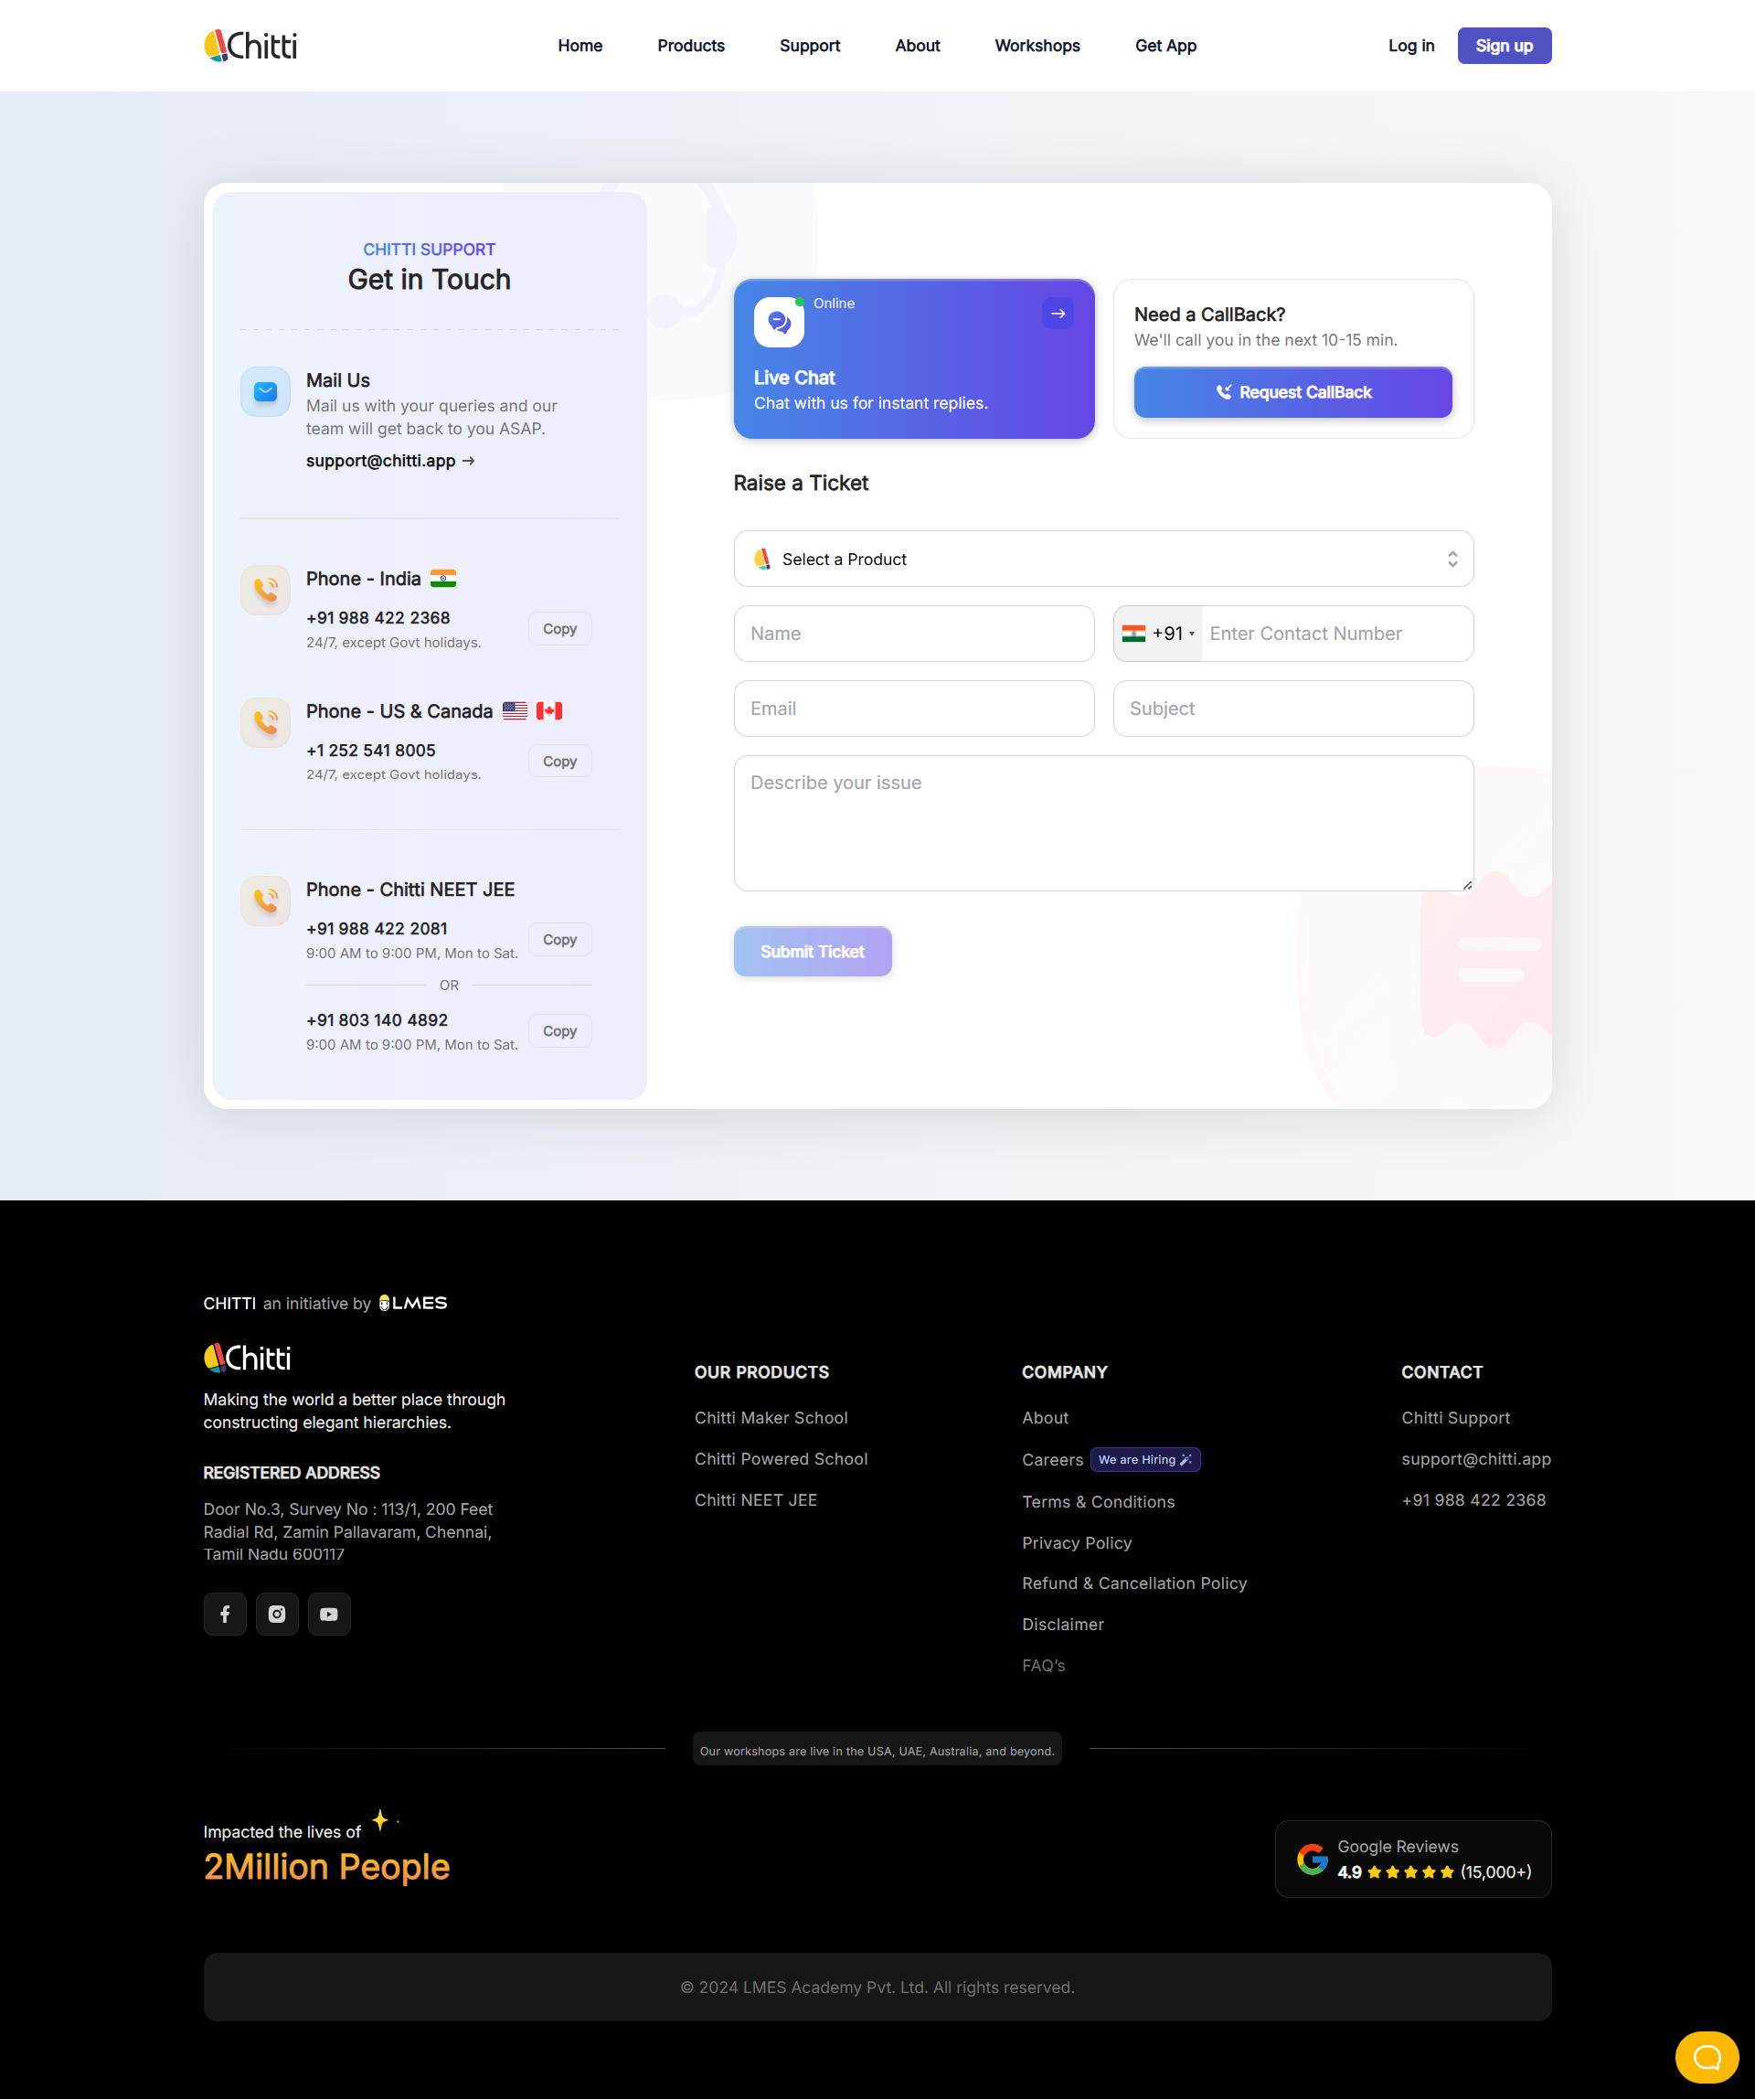 Chitti
Home
Products
Support
About
Workshops
Get App
Log in
Sign up
CHITTI SUPPORT
Get in Touch
Mail Us
Mail us with your queries and our
team will get back to you ASAP.
support@chitti.app →
Phone - India
+91 988 422 2368
24/7, except Govt holidays.
Copy
Phone - US & Canada
+1 252 541 8005
24/7, except Govt holidays.
Copy
Phone - Chitti NEET JEE
+91 988 422 2081
9:00 AM to 9:00 PM, Mon to Sat.
Copy
OR
+91 803 140 4892
9:00 AM to 9:00 PM, Mon to Sat.
Copy
Online
Live Chat
Chat with us for instant replies.
Need a CallBack?
We'll call you in the next 10-15 min.
Request CallBack
Raise a Ticket
Select a Product
Name
+91
Enter Contact Number
Email
Subject
Describe your issue
Submit Ticket
CHITTI an initiative by LMES
Chitti
Making the world a better place through
constructing elegant hierarchies.
REGISTERED ADDRESS
Door No.3, Survey No : 113/1, 200 Feet
Radial Rd, Zamin Pallavaram, Chennai,
Tamil Nadu 600117
OUR PRODUCTS
Chitti Maker School
Chitti Powered School
Chitti NEET JEE
COMPANY
About
Careers We are Hiring
Terms & Conditions
Privacy Policy
Refund & Cancellation Policy
Disclaimer
FAQ’s
CONTACT
Chitti Support
support@chitti.app
+91 988 422 2368
Our workshops are live in the USA, UAE, Australia, and beyond.
Impacted the lives of
2Million People
Google Reviews
4.9 ★★★★★ (15,000+)
© 2024 LMES Academy Pvt. Ltd. All rights reserved.